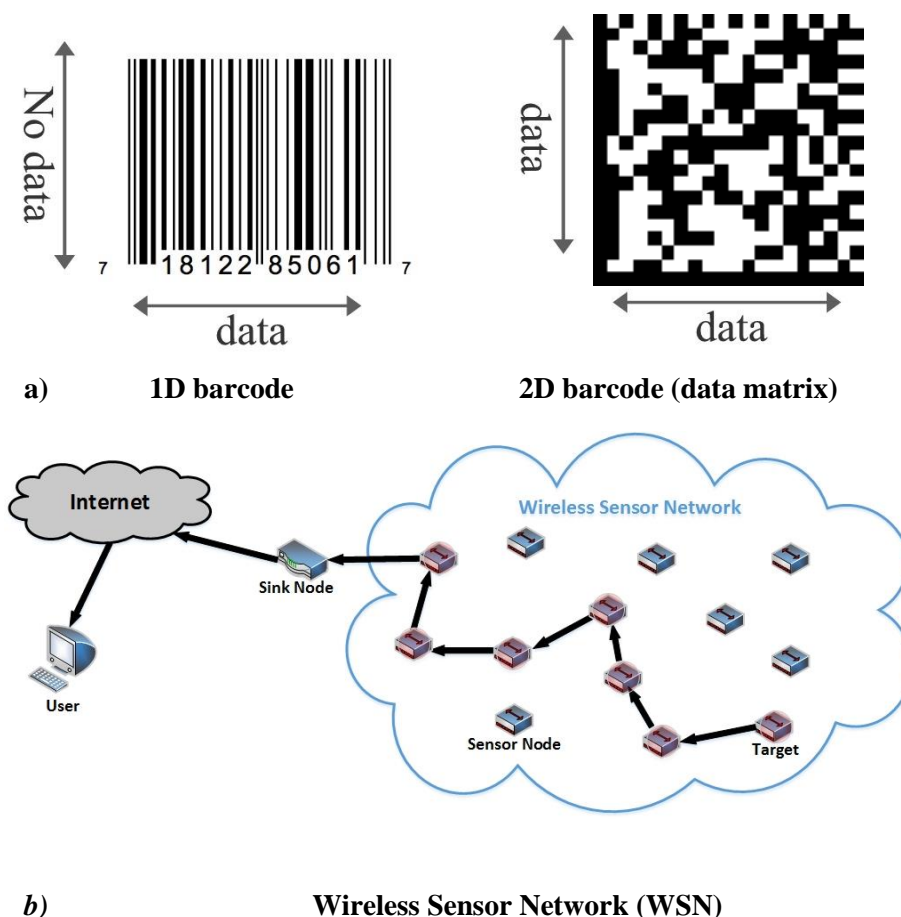 No data
7 18122 85061 7
data
data
data
a) 1D barcode 2D barcode (data matrix)
Internet
Wireless Sensor Network
Sink Node
User
Sensor Node
Target
b) Wireless Sensor Network (WSN)